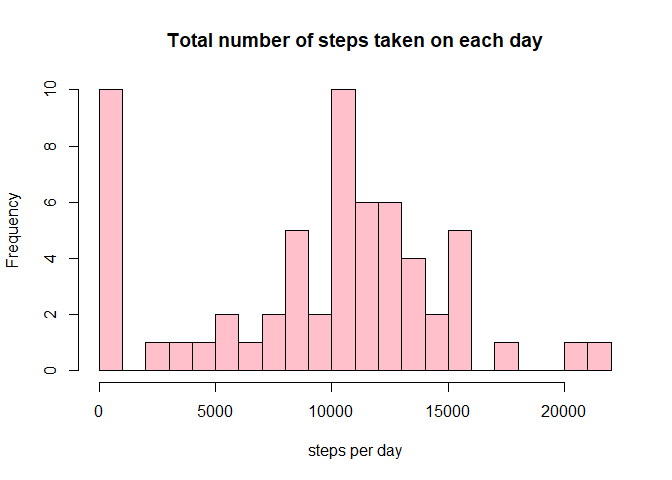 Total number of steps taken on each day
Frequency
10
8
6
4
2
0
0 5000 10000 15000 20000
steps per day